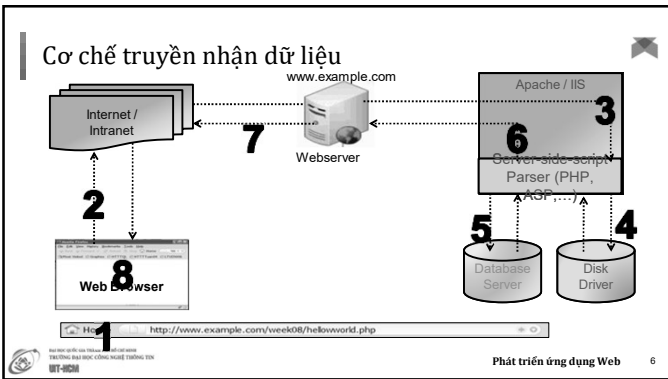 Cơ chế truyền nhận dữ liệu
www.example.com
Apache / IIS
Internet /
Intranet
3
7
6
Webserver
Server-side-script
Parser (PHP,
ASP,…)
2
5
4
8
Web Browser
Database
Server
Disk
Driver
1
http://www.example.com/week08/hellowworld.php
TRƯỜNG ĐẠI HỌC CÔNG NGHỆ THÔNG TIN
UIT-HCM
Phát triển ứng dụng Web
6